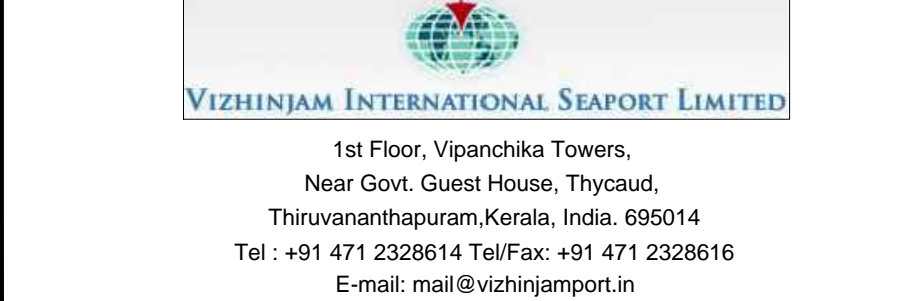 VIZHINJAM INTERNATIONAL SEAPORT LIMITED
1st Floor, Vipanchika Towers,
Near Govt. Guest House, Thycaud,
Thiruvananthapuram,Kerala, India. 695014
Tel : +91 471 2328614 Tel/Fax: +91 471 2328616
E-mail: mail@vizhinjamport.in